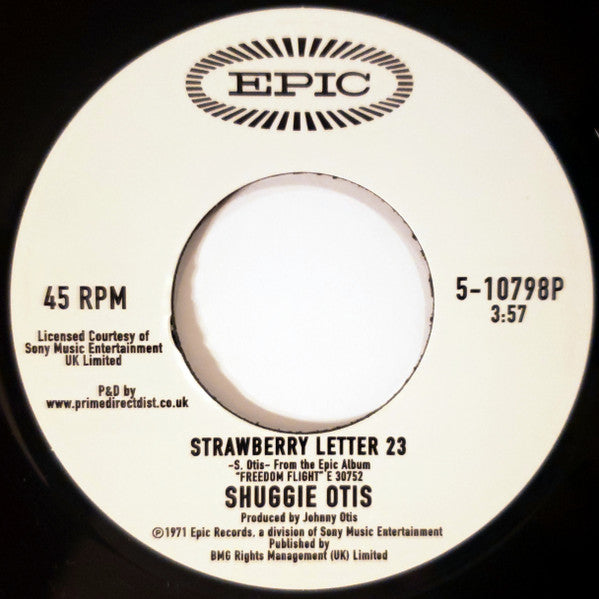 EPIC
45 RPM
5-10798P
3:57
Licensed Courtesy of
Sony Music Entertainment
UK Limited
P&D by
www.primedirectdist.co.uk
STRAWBERRY LETTER 23
-S. Otis- From the Epic Album
"FREEDOM FLIGHT" E 30752
SHUGGIE OTIS
Produced by Johnny Otis
℗1971 Epic Records, a division of Sony Music Entertainment
Published by
BMG Rights Management (UK) Limited